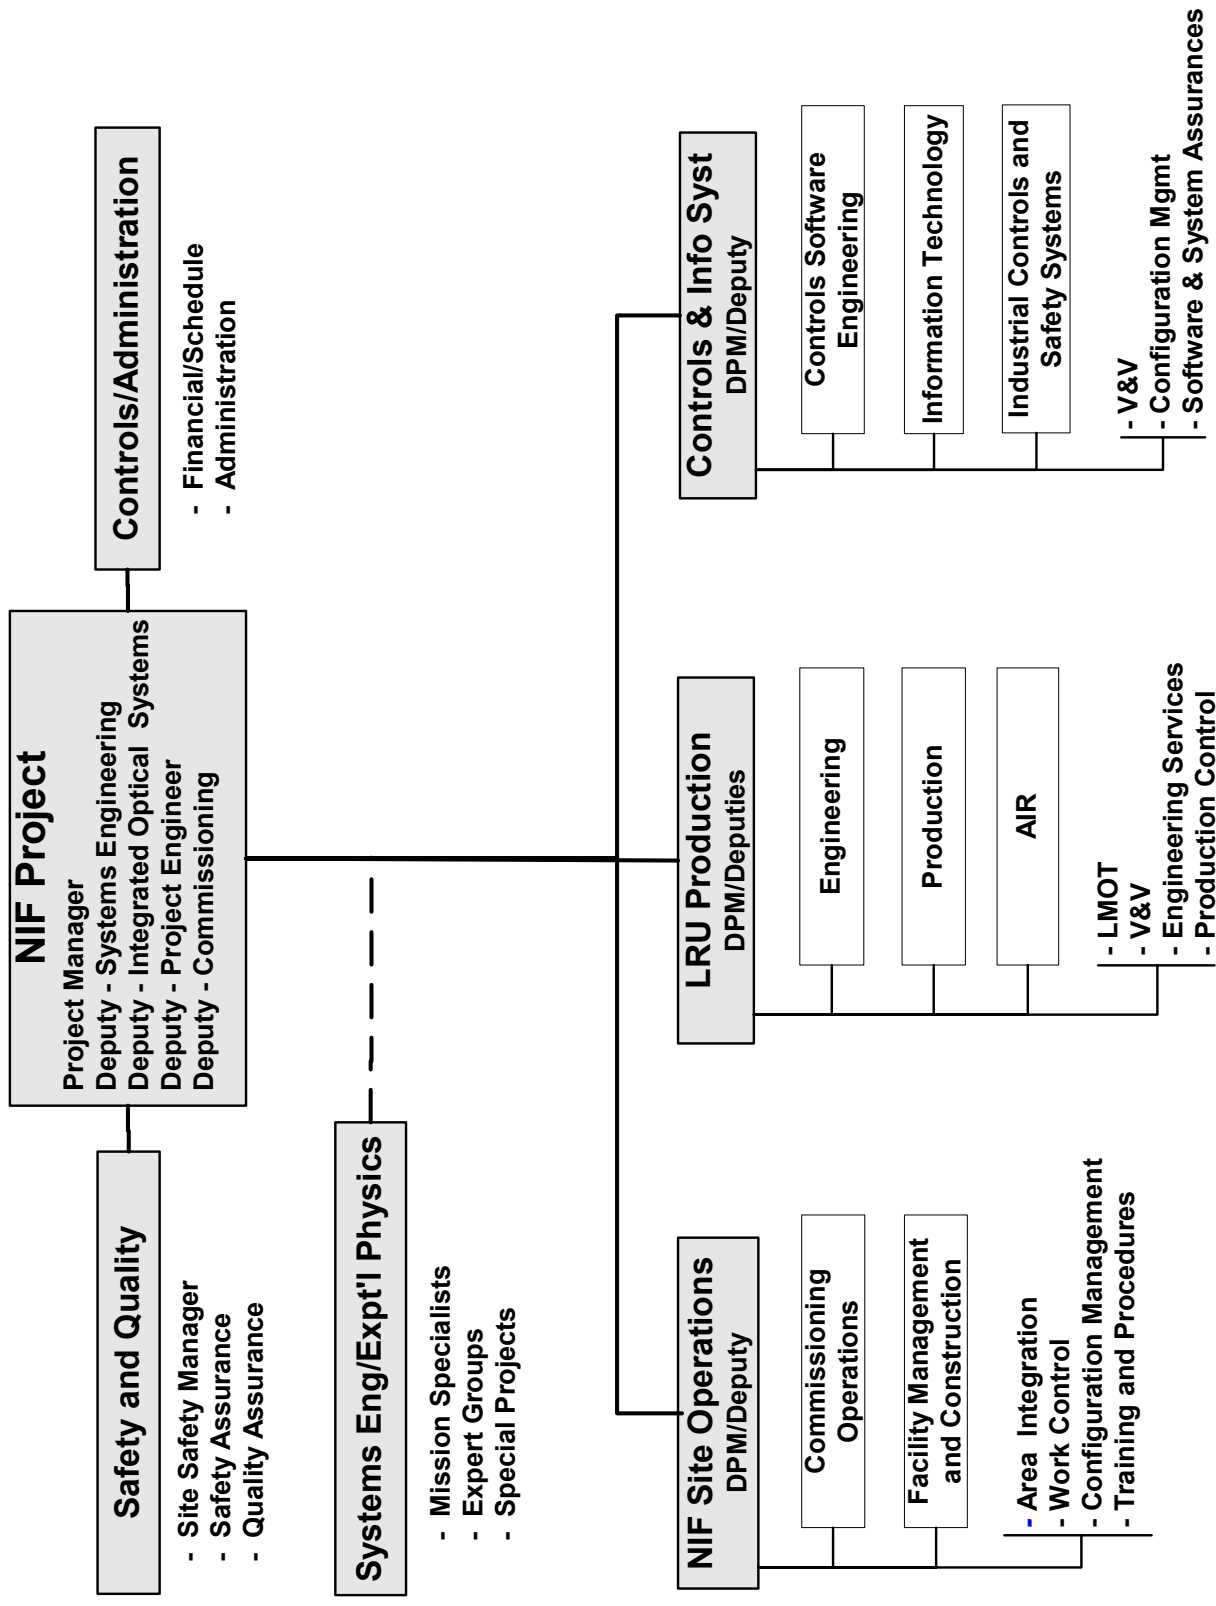 NIF Project
Project Manager
Deputy - Systems Engineering
Deputy - Integrated Optical Systems
Deputy - Project Engineer
Deputy - Commissioning
Safety and Quality
- Site Safety Manager
- Safety Assurance
- Quality Assurance
Controls/Administration
- Financial/Schedule
- Administration
Systems Eng/Expt'l Physics
- Mission Specialists
- Expert Groups
- Special Projects
NIF Site Operations
DPM/Deputy
Commissioning
Operations
Facility Management
and Construction
- Area Integration
- Work Control
- Configuration Management
- Training and Procedures
LRU Production
DPM/Deputies
Engineering
Production
AIR
- LMOT
- V&V
- Engineering Services
- Production Control
Controls & Info Syst
DPM/Deputy
Controls Software
Engineering
Information Technology
Industrial Controls and
Safety Systems
- V&V
- Configuration Mgmt
- Software & System Assurances